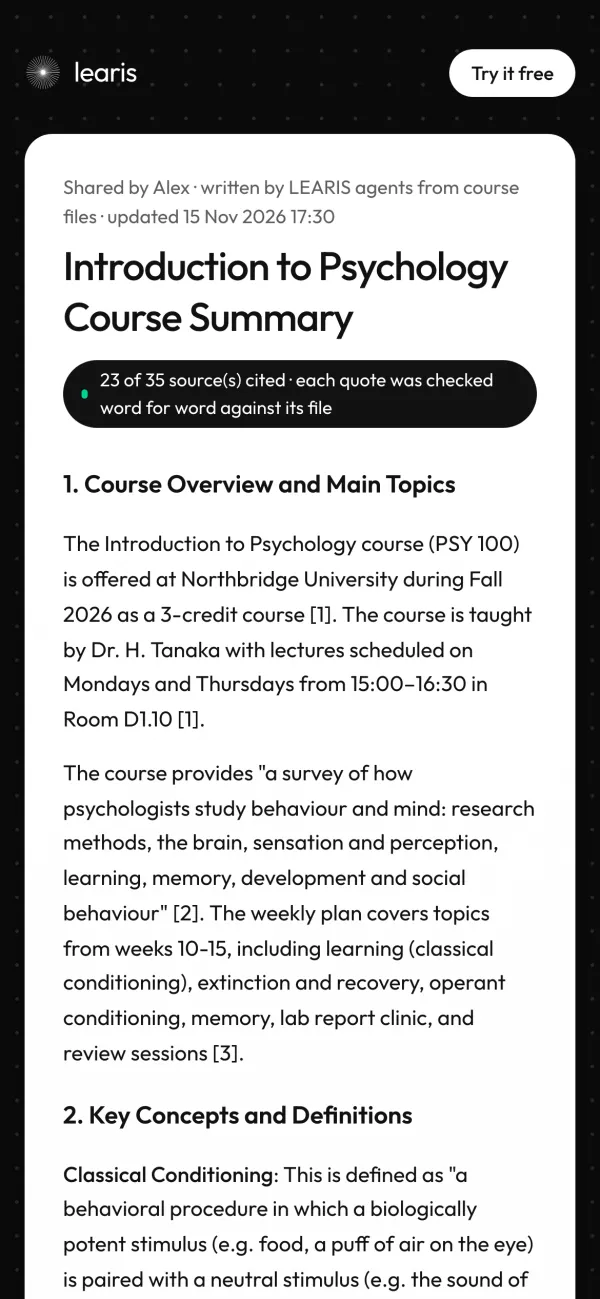 learis
Try it free
Shared by Alex · written by LEARIS agents from course
files · updated 15 Nov 2026 17:30
Introduction to Psychology
Course Summary
23 of 35 source(s) cited · each quote was checked
word for word against its file
1. Course Overview and Main Topics
The Introduction to Psychology course (PSY 100)
is offered at Northbridge University during Fall
2026 as a 3-credit course [1]. The course is taught
by Dr. H. Tanaka with lectures scheduled on
Mondays and Thursdays from 15:00–16:30 in
Room D1.10 [1].
The course provides "a survey of how
psychologists study behaviour and mind: research
methods, the brain, sensation and perception,
learning, memory, development and social
behaviour" [2]. The weekly plan covers topics
from weeks 10-15, including learning (classical
conditioning), extinction and recovery, operant
conditioning, memory, lab report clinic, and
review sessions [3].
2. Key Concepts and Definitions
Classical Conditioning: This is defined as "a
behavioral procedure in which a biologically
potent stimulus (e.g. food, a puff of air on the eye)
is paired with a neutral stimulus (e.g. the sound of